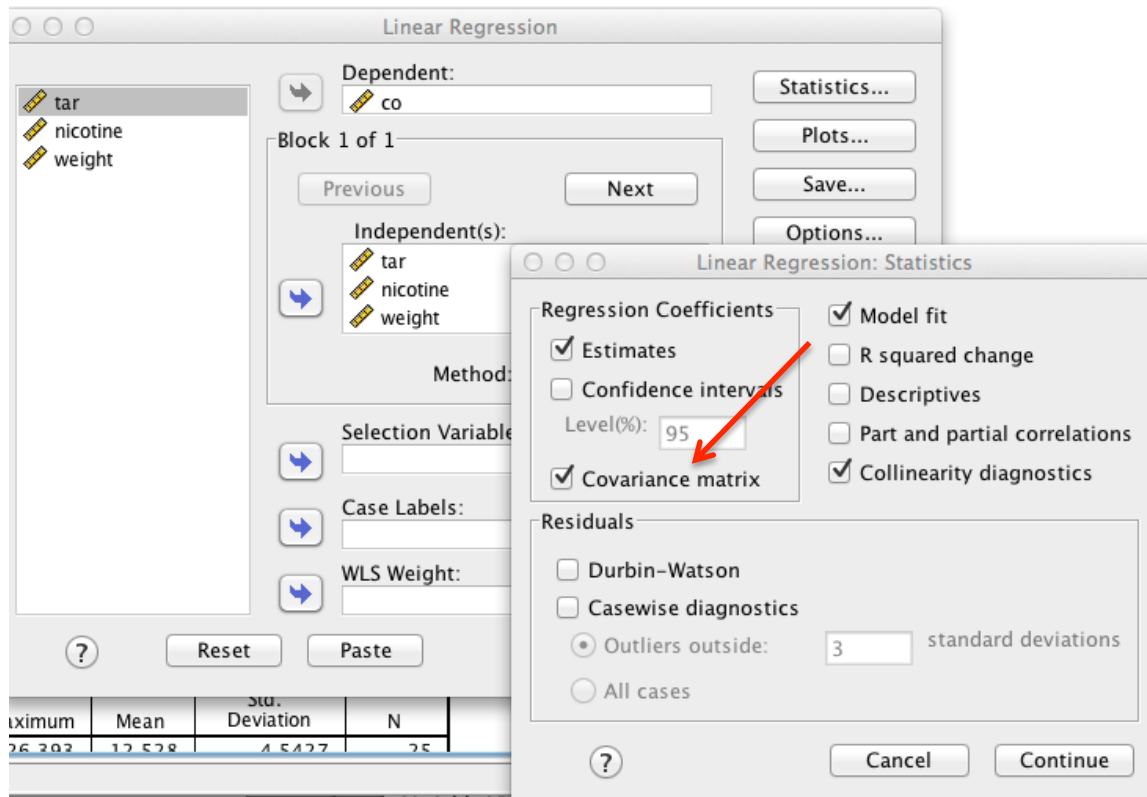 Linear Regression
tar
nicotine
weight
Dependent:
co
Block 1 of 1
Previous
Next
Independent(s):
tar
nicotine
weight
Method:
Selection Variable
Case Labels:
WLS Weight:
?
Reset
Paste
Statistics...
Plots...
Save...
Options...
Linear Regression: Statistics
Regression Coefficients
Estimates
Confidence intervals
Level(%): 95
Covariance matrix
Model fit
R squared change
Descriptives
Part and partial correlations
Collinearity diagnostics
Residuals
Durbin-Watson
Casewise diagnostics
Outliers outside: 3 standard deviations
All cases
?
Cancel
Continue
ximum Mean Std. Deviation N
26.393 12.528 4.5427 25